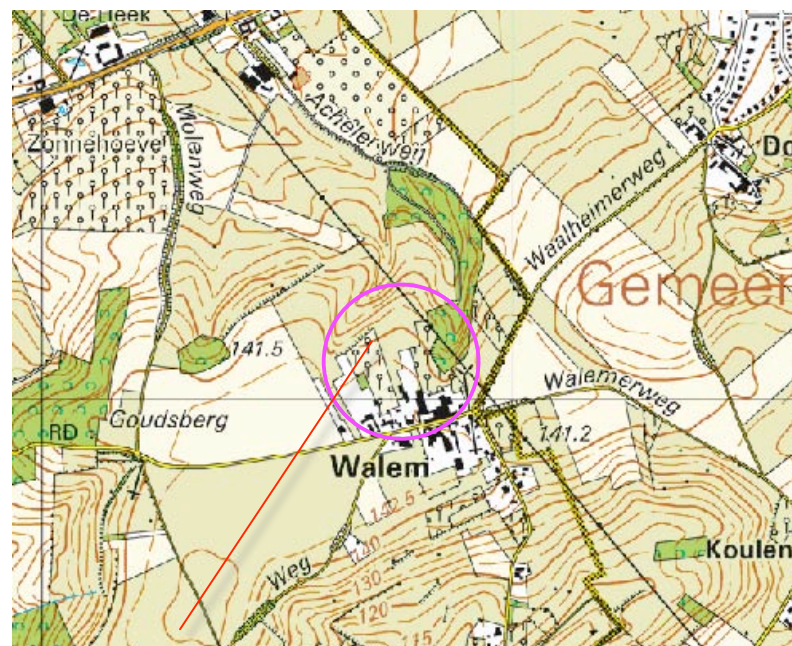 De Heek
Zonnehoeve
Molenweg
Achelerweg
Waalheimerweg
Do
Gemeen
141.5
Goudsberg
Walemerweg
RD
141.2
Walem
142.5
140
Koulen
Weg
130
120
115